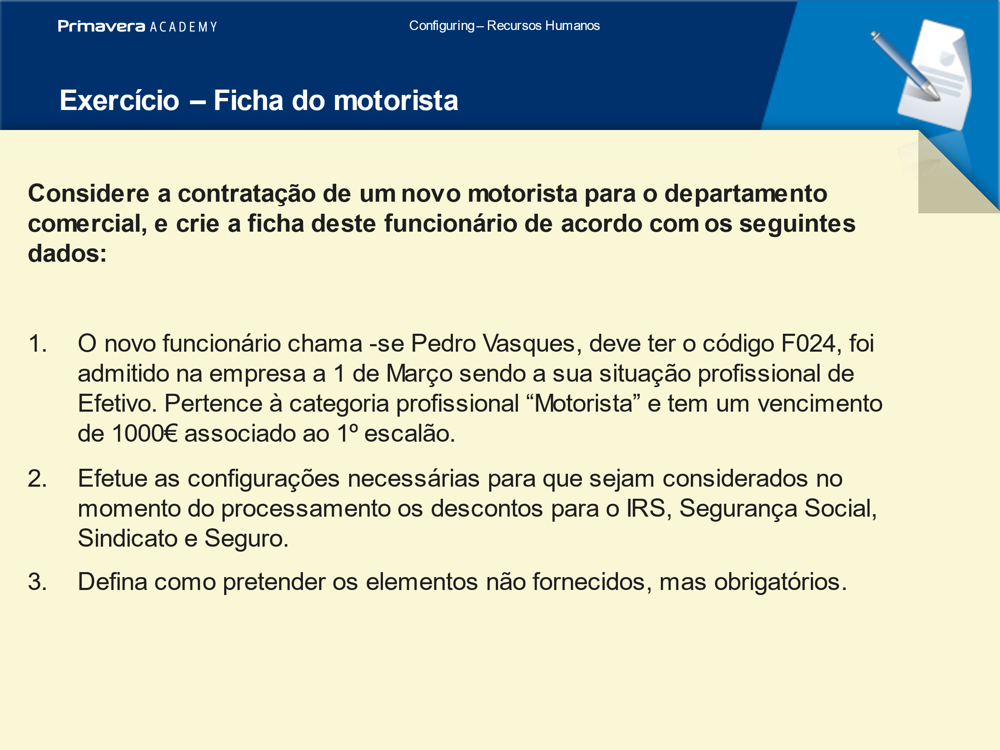 Primavera ACADEMY
Configuring – Recursos Humanos
Exercício – Ficha do motorista
Considere a contratação de um novo motorista para o departamento
comercial, e crie a ficha deste funcionário de acordo com os seguintes
dados:
1. O novo funcionário chama -se Pedro Vasques, deve ter o código F024, foi
admitido na empresa a 1 de Março sendo a sua situação profissional de
Efetivo. Pertence à categoria profissional “Motorista” e tem um vencimento
de 1000€ associado ao 1º escalão.
2. Efetue as configurações necessárias para que sejam considerados no
momento do processamento os descontos para o IRS, Segurança Social,
Sindicato e Seguro.
3. Defina como pretender os elementos não fornecidos, mas obrigatórios.